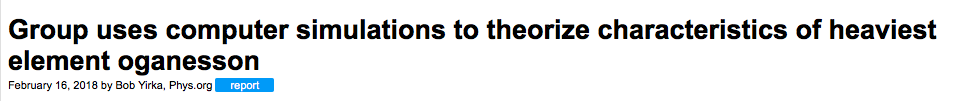 Group uses computer simulations to theorize characteristics of heaviest
element oganesson
February 16, 2018 by Bob Yirka, Phys.org report